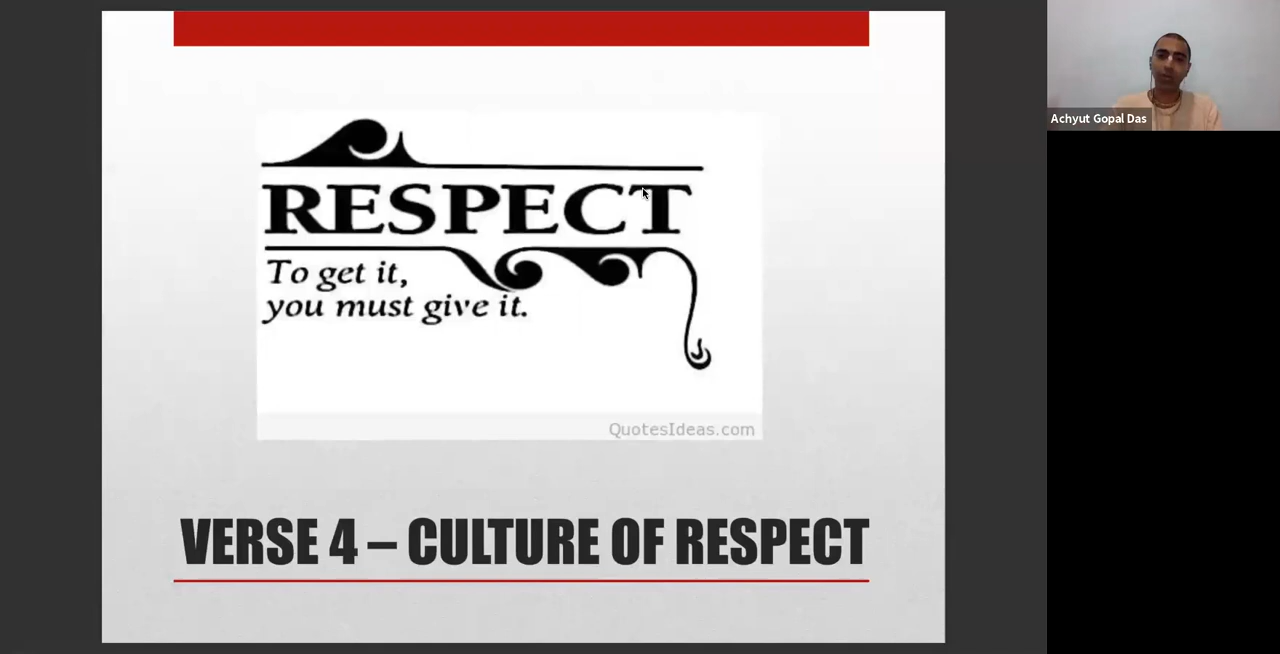 RESPECT
To get it,
you must give it.
QuotesIdeas.com
VERSE 4 – CULTURE OF RESPECT
Achyut Gopal Das